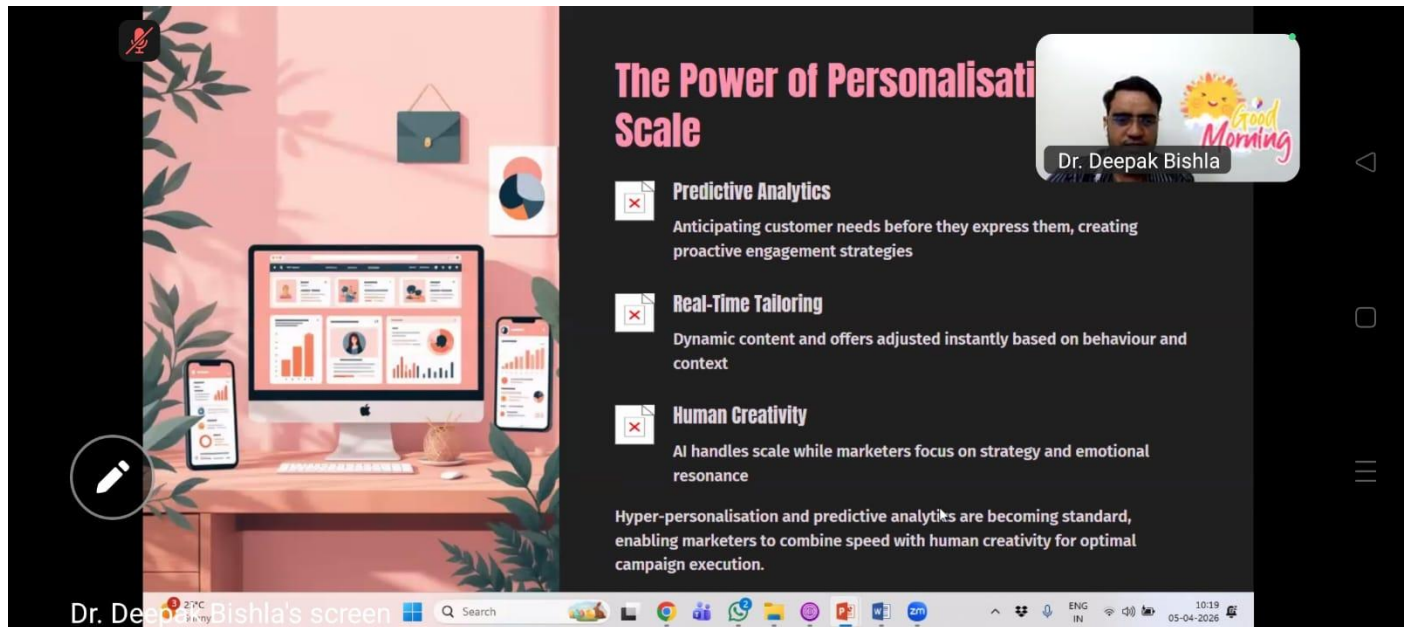 The Power of Personalisati
Scale
Good
Morning
Dr. Deepak Bishla
Predictive Analytics
Anticipating customer needs before they express them, creating
proactive engagement strategies
Real-Time Tailoring
Dynamic content and offers adjusted instantly based on behaviour and
context
Human Creativity
AI handles scale while marketers focus on strategy and emotional
resonance
Hyper-personalisation and predictive analytics are becoming standard,
enabling marketers to combine speed with human creativity for optimal
campaign execution.
Dr. Deepak Bishla's screen
3
Search
2
zm
ENG
IN
10:19
05-04-2026